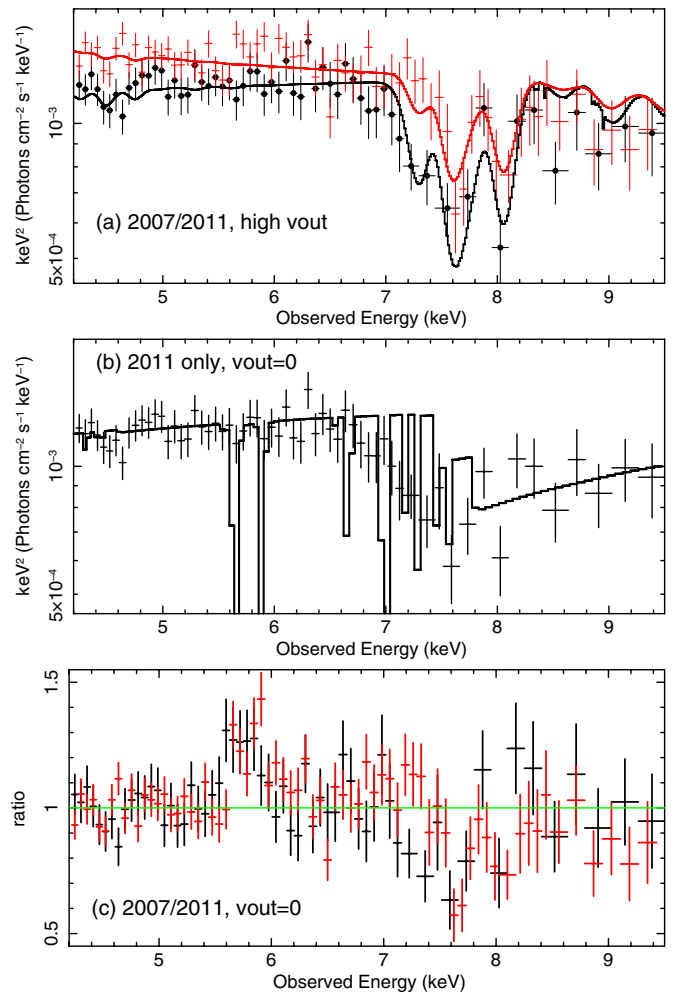 keV² (Photons cm⁻² s⁻¹ keV⁻¹)
10⁻³
5×10⁻⁴
(a) 2007/2011, high vout
5 6 7 8 9
Observed Energy (keV)
(b) 2011 only, vout=0
keV² (Photons cm⁻² s⁻¹ keV⁻¹)
10⁻³
5×10⁻⁴
5 6 7 8 9
Observed Energy (keV)
ratio
1.5
1
0.5
(c) 2007/2011, vout=0
5 6 7 8 9
Observed Energy (keV)